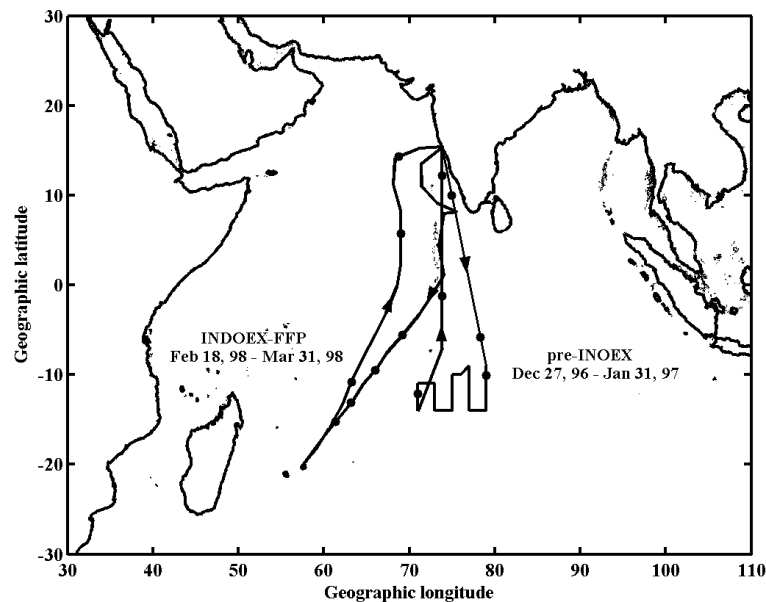 30
20
10
0
-10
-20
-30
Geographic latitude
INDOEX-FFP
Feb 18, 98 - Mar 31, 98
pre-INOEX
Dec 27, 96 - Jan 31, 97
30 40 50 60 70 80 90 100 110
Geographic longitude